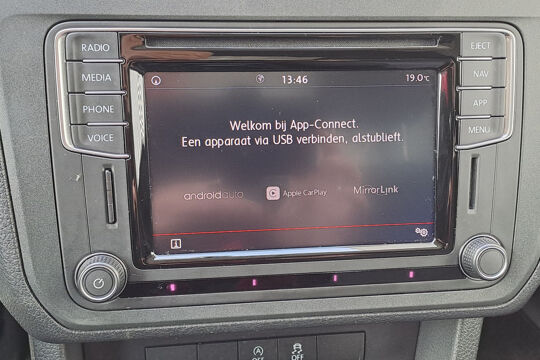 RADIO
MEDIA
PHONE
VOICE
EJECT
NAV
APP
MENU
13:46
19.0°C
Welkom bij App-Connect.
Een apparaat via USB verbinden, alstublieft.
androidauto
Apple CarPlay
MirrorLink
OFF